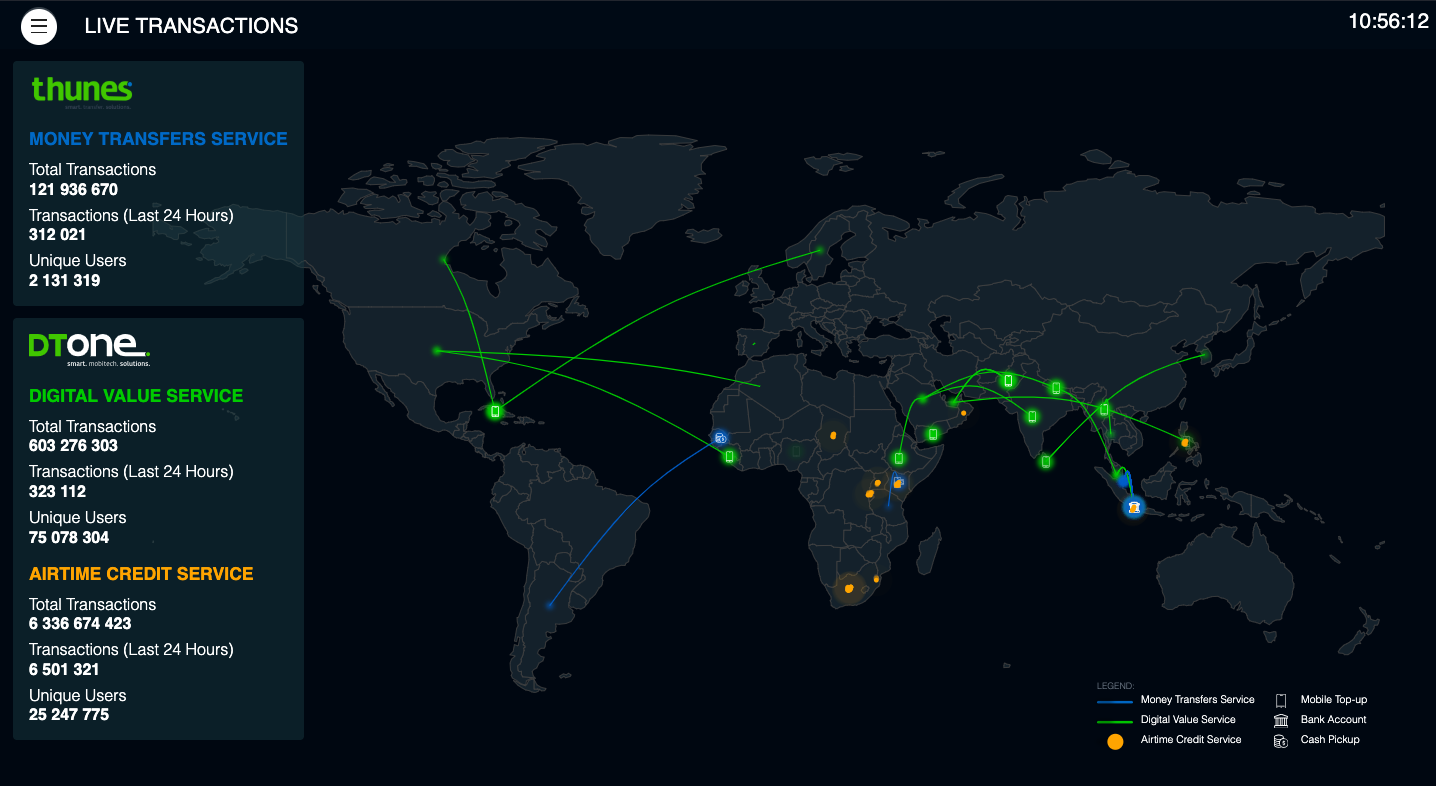 LIVE TRANSACTIONS
10:56:12
thunes
smart. transfer. solutions.
MONEY TRANSFERS SERVICE
Total Transactions
121 936 670
Transactions (Last 24 Hours)
312 021
Unique Users
2 131 319
DTone.
smart. mobitech. solutions.
DIGITAL VALUE SERVICE
Total Transactions
603 276 303
Transactions (Last 24 Hours)
323 112
Unique Users
75 078 304
AIRTIME CREDIT SERVICE
Total Transactions
6 336 674 423
Transactions (Last 24 Hours)
6 501 321
Unique Users
25 247 775
LEGEND:
Money Transfers Service
Digital Value Service
Airtime Credit Service
Mobile Top-up
Bank Account
Cash Pickup